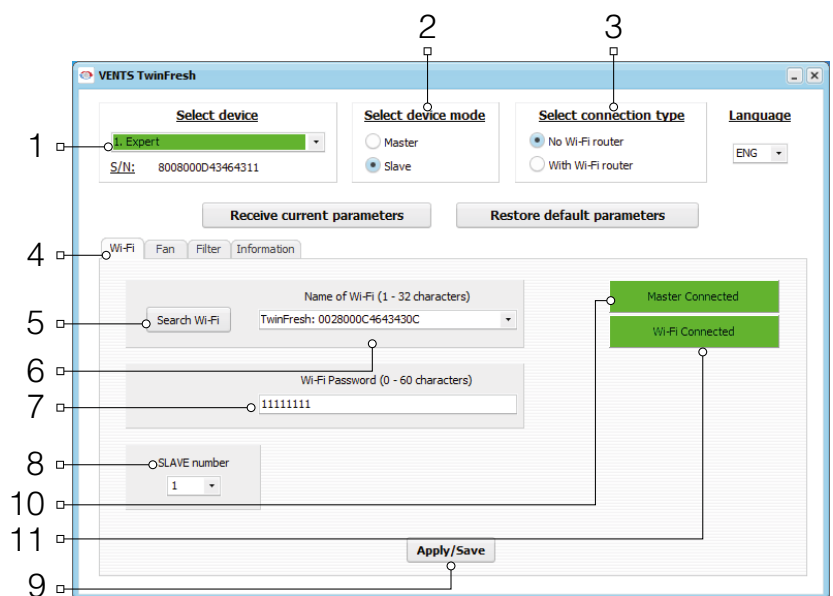 2 3
VENTS TwinFresh
Select device Select device mode Select connection type Language
1 1. Expert Master No Wi-Fi router ENG
S/N: 8008000D43464311 Slave With Wi-Fi router
Receive current parameters Restore default parameters
4 Wi-Fi Fan Filter Information
Name of Wi-Fi (1 - 32 characters) Master Connected
5 Search Wi-Fi TwinFresh: 0028000C4643430C Wi-Fi Connected
6
Wi-Fi Password (0 - 60 characters)
7 11111111
8 SLAVE number
1
10
11
Apply/Save
9